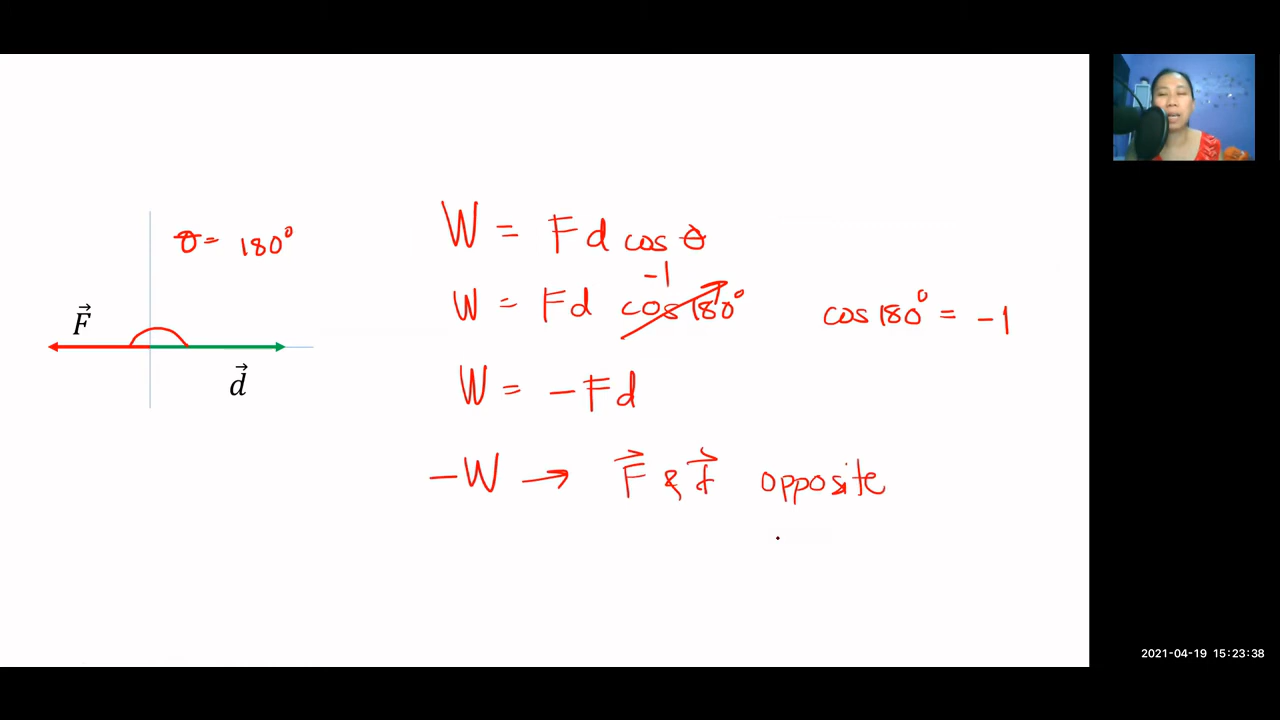 θ = 180°
F⃗
d⃗
W = Fd cos θ
-1
W = Fd cos 180°
cos 180° = -1
W = -Fd
-W → F⃗ & d⃗ opposite
2021-04-19 15:23:38